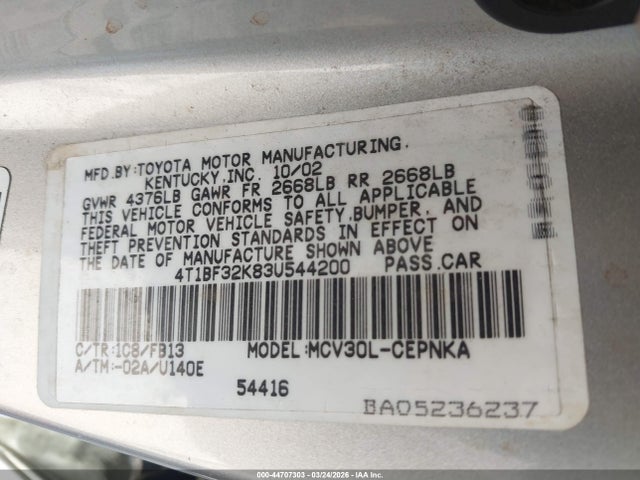 MFD.BY:TOYOTA MOTOR MANUFACTURING.
KENTUCKY.INC. 10/02
GVWR 4376LB GAWR FR 2668LB RR 2668LB
THIS VEHICLE CONFORMS TO ALL APPLICABLE
FEDERAL MOTOR VEHICLE SAFETY,BUMPER, AND
THEFT PREVENTION STANDARDS IN EFFECT ON
THE DATE OF MANUFACTURE SHOWN ABOVE
4T1BF32K83U544200 PASS.CAR
C/TR:1C8/FB13 MODEL:MCV30L-CEPNKA
A/TM:-02A/U140E
54416
BA05236237
000-44707303 - 03/24/2026 - COPYRIGHT IAA, LLC